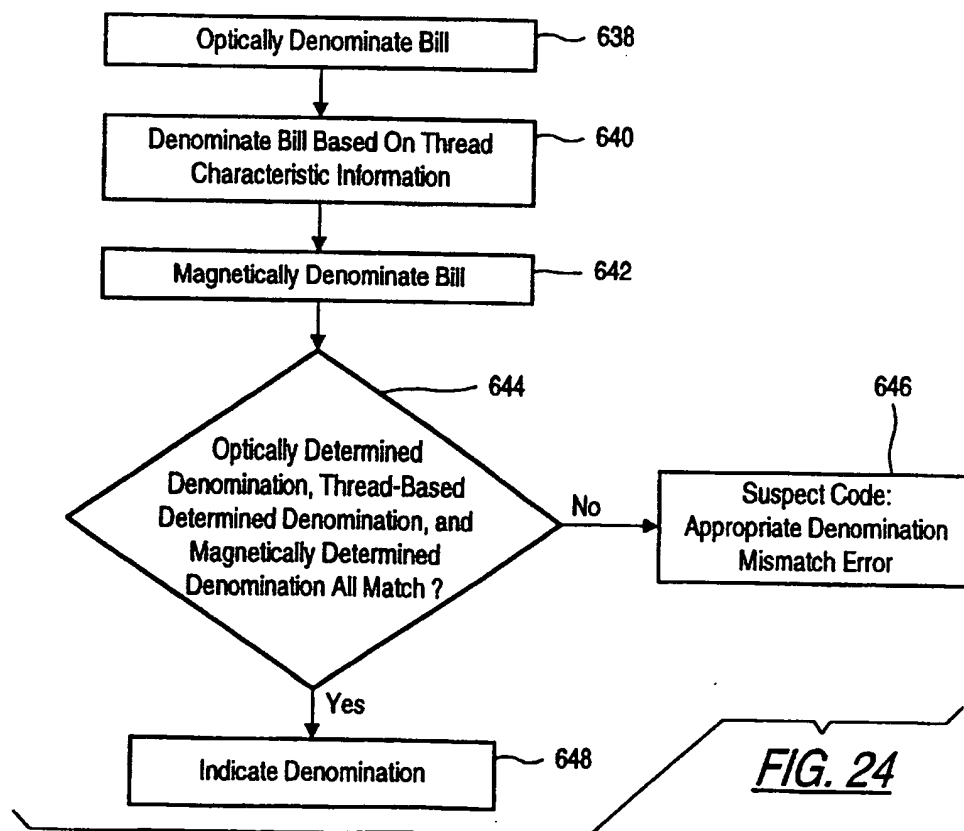 Optically Denominate Bill
638
Denominate Bill Based On Thread
Characteristic Information
640
Magnetically Denominate Bill
642
644
Optically Determined
Denomination, Thread-Based
Determined Denomination, and
Magnetically Determined
Denomination All Match ?
No
646
Suspect Code:
Appropriate Denomination
Mismatch Error
Yes
Indicate Denomination
648
FIG. 24